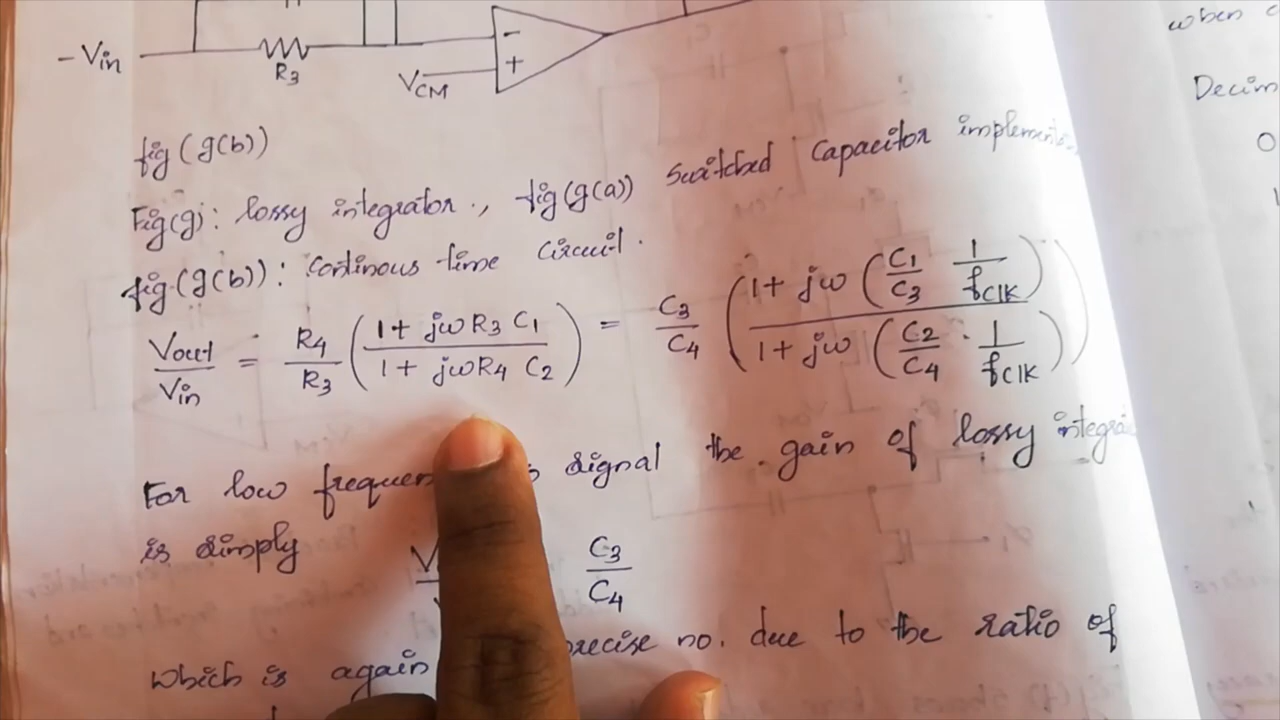 - Vin
R3
VCM
-
+
when
Decim
fig (g(b))
Fig(g): lossy integrator., fig(g(a)) Switched Capacitor implement
fig(g(b)): Continous time circuit.
Vout/Vin = R4/R3 (1 + jωR3 C1 / 1 + jωR4 C2) = C3/C4 (1 + jω (C1/C3 1/fClK) / 1 + jω (C2/C4 . 1/fClK))
For low frequen signal the gain of lossy integra
is simply C3/C4
which is again precise no. due to the ratio of